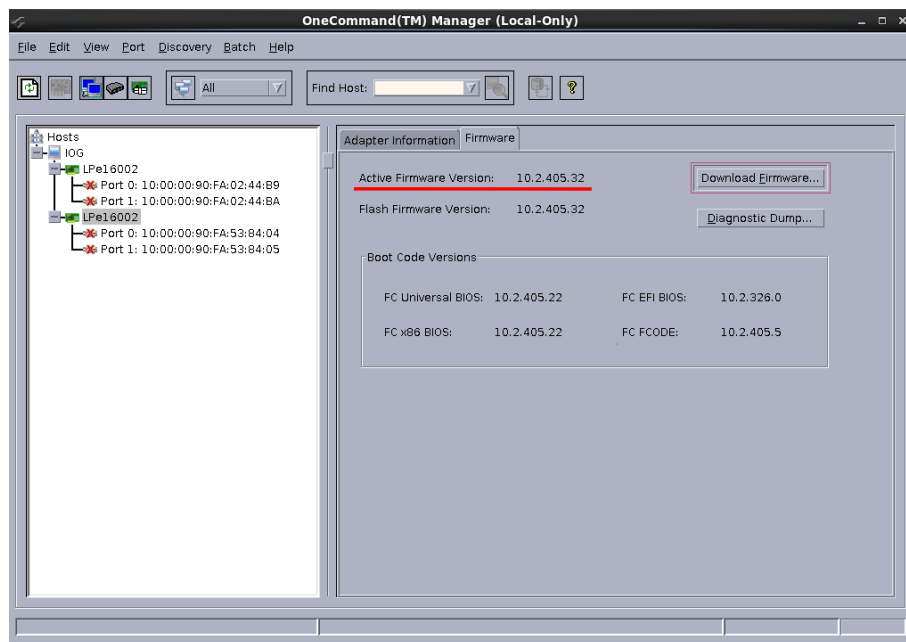 OneCommand(TM) Manager (Local-Only)
File Edit View Port Discovery Batch Help
All Find Host:
Hosts
IOG
LPe16002
Port 0: 10:00:00:90:FA:02:44:B9
Port 1: 10:00:00:90:FA:02:44:BA
LPe16002
Port 0: 10:00:00:90:FA:53:84:04
Port 1: 10:00:00:90:FA:53:84:05
Adapter Information Firmware
Active Firmware Version: 10.2.405.32 Download Firmware...
Flash Firmware Version: 10.2.405.32 Diagnostic Dump...
Boot Code Versions
FC Universal BIOS: 10.2.405.22 FC EFI BIOS: 10.2.326.0
FC x86 BIOS: 10.2.405.22 FC FCODE: 10.2.405.5